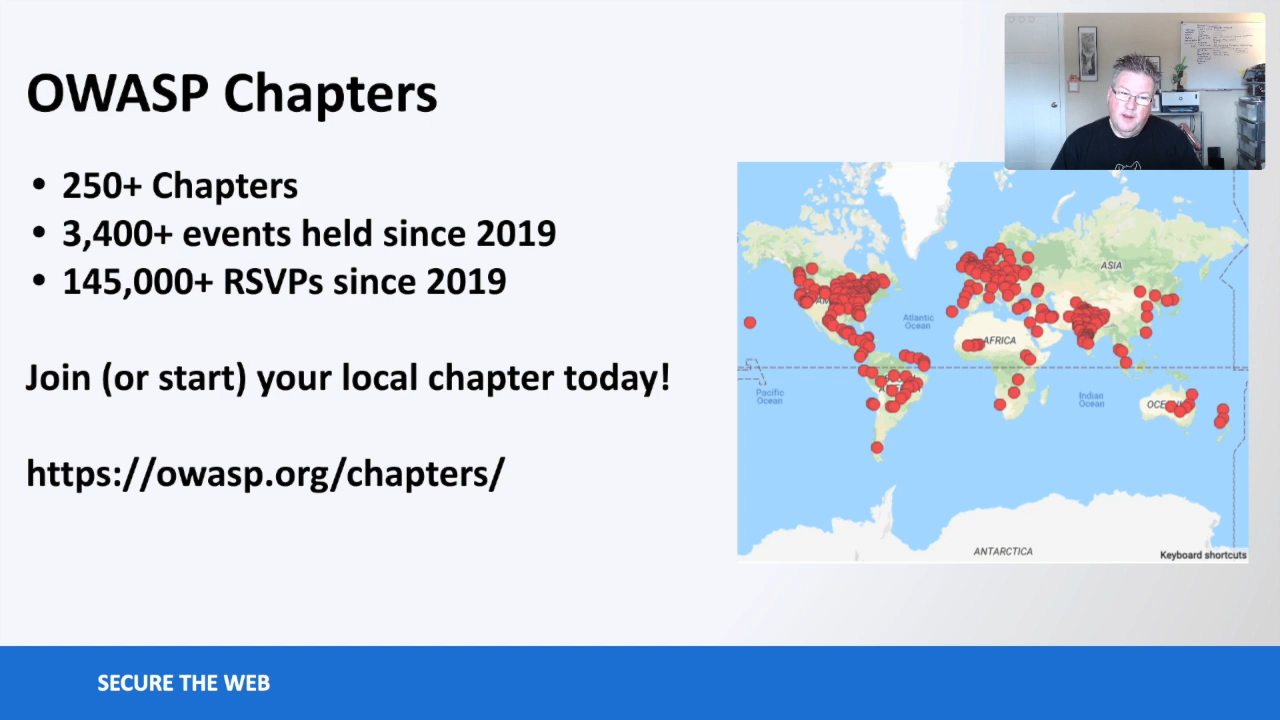 OWASP Chapters
• 250+ Chapters
• 3,400+ events held since 2019
• 145,000+ RSVPs since 2019
Join (or start) your local chapter today!
https://owasp.org/chapters/
ASIA
Atlantic
Ocean
AFRICA
Pacific
Ocean
Indian
Ocean
ANTARCTICA
Keyboard shortcuts
SECURE THE WEB